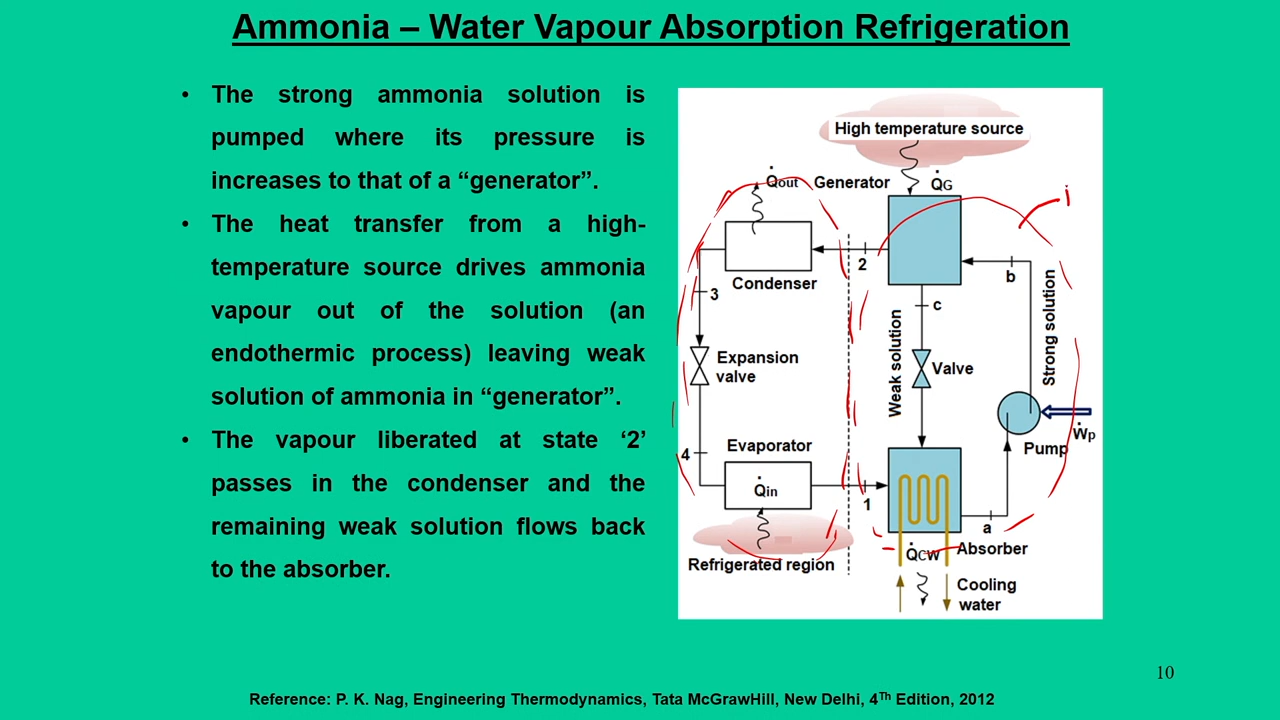 Ammonia – Water Vapour Absorption Refrigeration
• The strong ammonia solution is
pumped where its pressure is
increases to that of a “generator”.
• The heat transfer from a high-
temperature source drives ammonia
vapour out of the solution (an
endothermic process) leaving weak
solution of ammonia in “generator”.
• The vapour liberated at state ‘2’
passes in the condenser and the
remaining weak solution flows back
to the absorber.
High temperature source
Q̇out
Generator
Q̇G
Condenser
2
b
3
c
Expansion
valve
Weak solution
Valve
Strong solution
Evaporator
4
Pump
Ẇp
Q̇in
1
a
Refrigerated region
Q̇CW
Absorber
Cooling
water
10
Reference: P. K. Nag, Engineering Thermodynamics, Tata McGrawHill, New Delhi, 4Th Edition, 2012